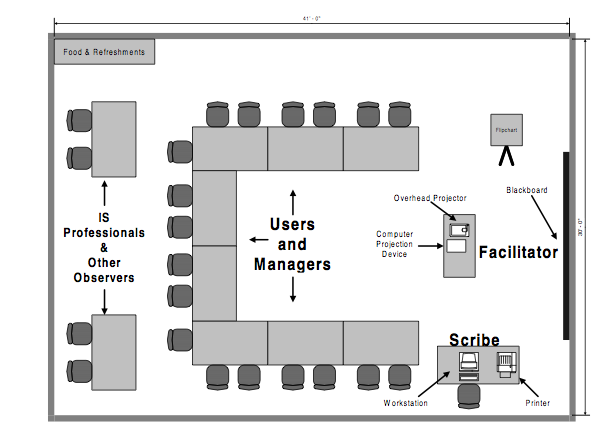 41' - 0"
Food & Refreshments
Flipchart
Blackboard
30' - 0"
Overhead Projector
Computer
Projection
Device
Facilitator
IS
Professionals
&
Other
Observers
Users
and
Managers
Scribe
Workstation
Printer